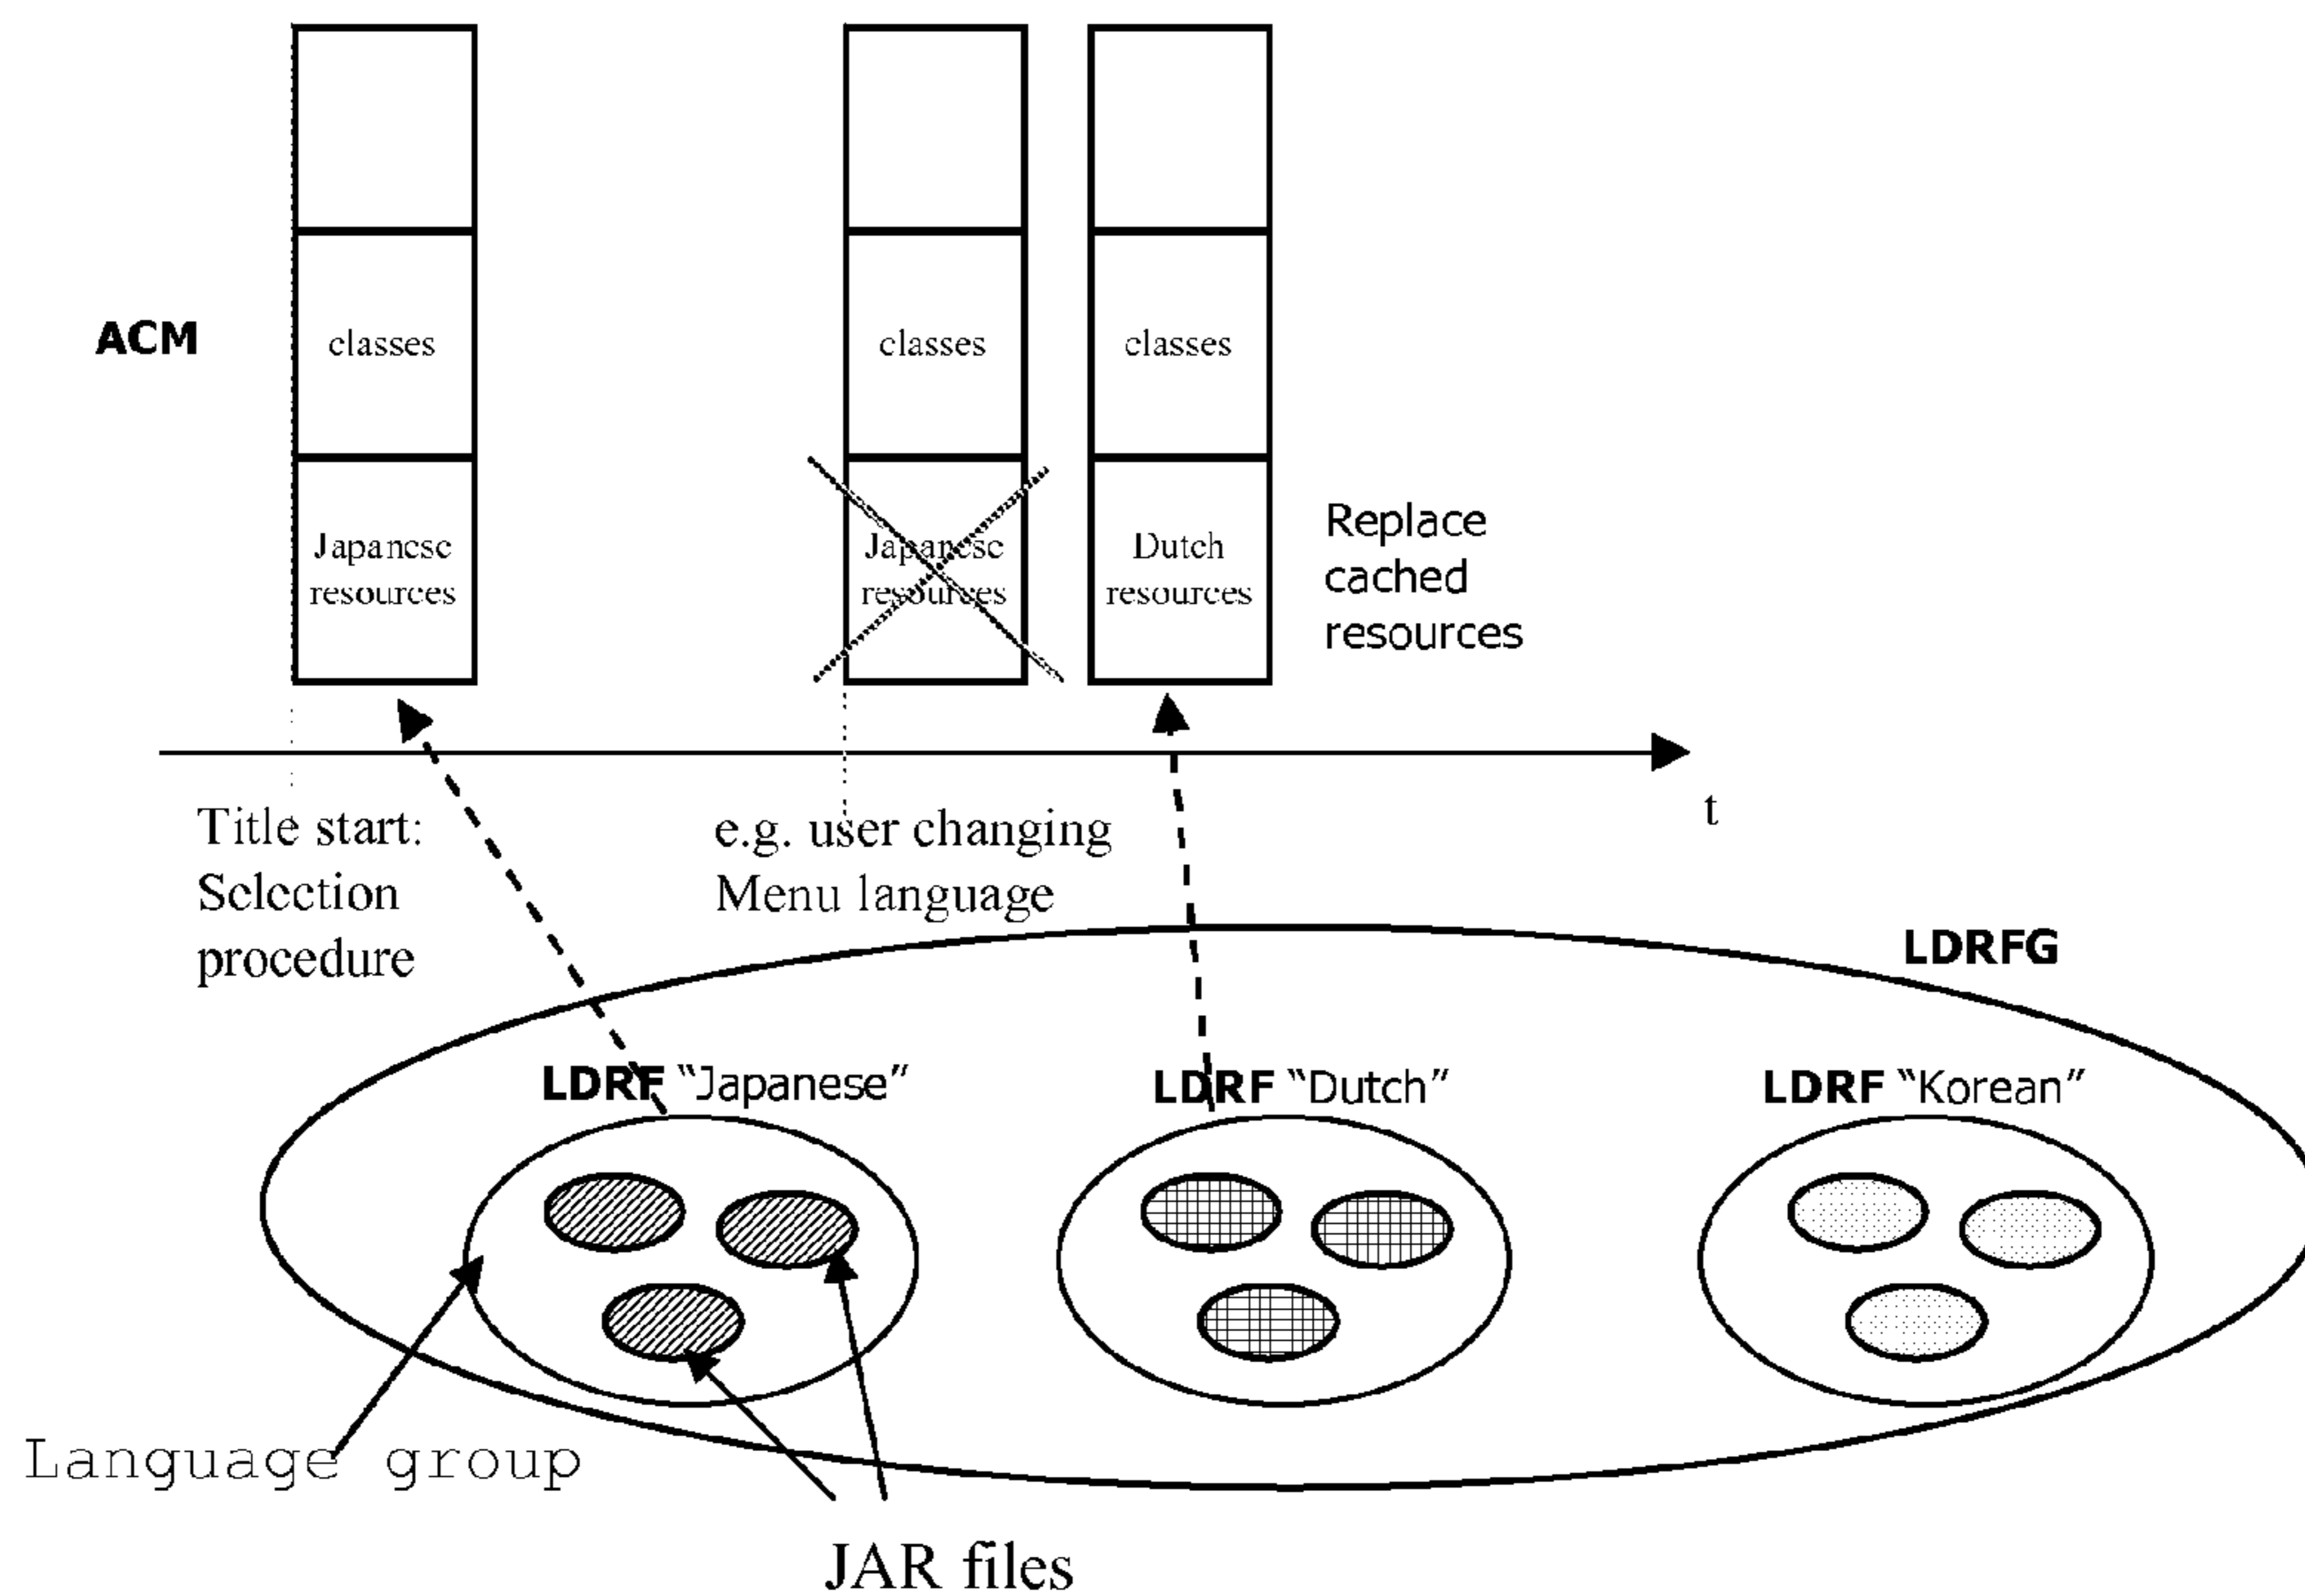 ACM
classes
Japanese
resources
classes
Japanese
resources
classes
Dutch
resources
Replace
cached
resources
t
Title start:
Selection
procedure
e.g. user changing
Menu language
LDRFG
LDRF "Japanese"
LDRF "Dutch"
LDRF "Korean"
Language group
JAR files